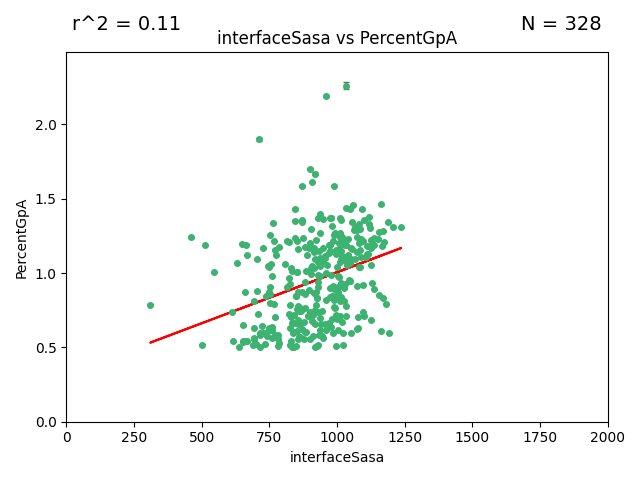 r^2 = 0.11
N = 328
interfaceSasa vs PercentGpA
PercentGpA
2.0
1.5
1.0
0.5
0.0
0 250 500 750 1000 1250 1500 1750 2000
interfaceSasa